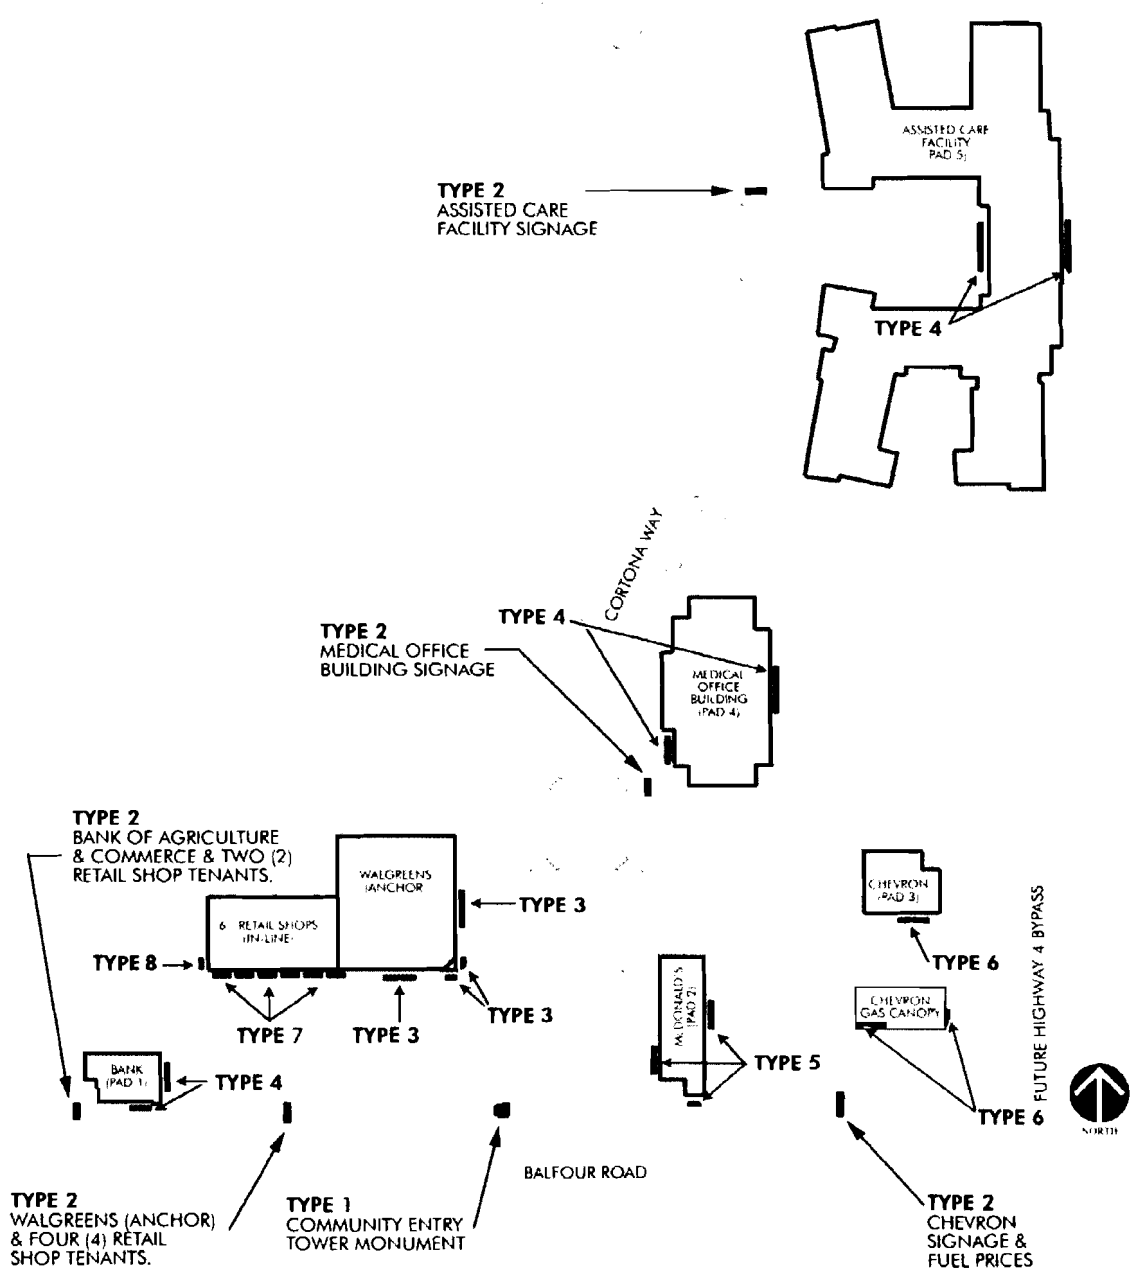 ASSISTED CARE
FACILITY
PAD 5)
TYPE 2
ASSISTED CARE
FACILITY SIGNAGE
TYPE 4
CORTONA WAY
TYPE 4
TYPE 2
MEDICAL OFFICE
BUILDING SIGNAGE
MEDICAL
OFFICE
BUILDING
(PAD 4)
TYPE 2
BANK OF AGRICULTURE
& COMMERCE & TWO (2)
RETAIL SHOP TENANTS.
WALGREENS
(ANCHOR
TYPE 3
6 RETAIL SHOPS
(IN-LINE)
TYPE 8
TYPE 7
TYPE 3
TYPE 3
CHEVRON
(PAD 3)
TYPE 6
FUTURE HIGHWAY 4 BYPASS
McDONALD'S
(PAD 2)
CHEVRON
GAS CANOPY
TYPE 5
TYPE 6
BANK
(PAD 1)
TYPE 4
NORTH
BALFOUR ROAD
TYPE 2
WALGREENS (ANCHOR)
& FOUR (4) RETAIL
SHOP TENANTS.
TYPE 1
COMMUNITY ENTRY
TOWER MONUMENT
TYPE 2
CHEVRON
SIGNAGE &
FUEL PRICES